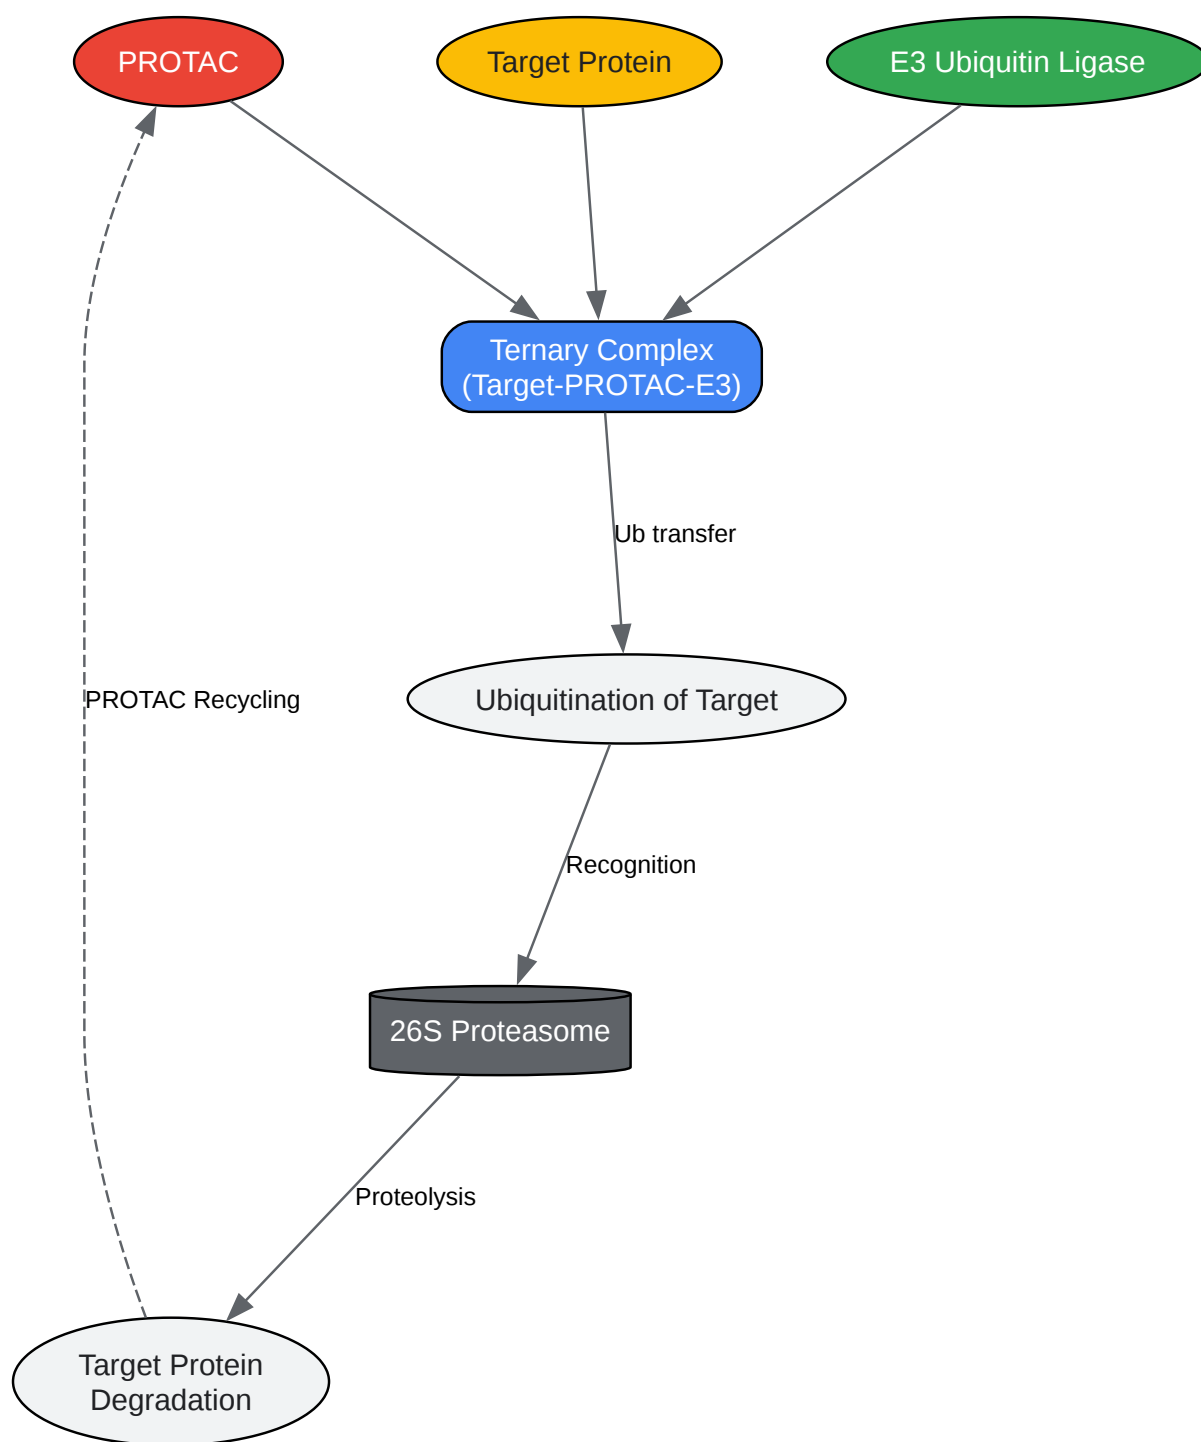 PROTAC
Target Protein
E3 Ubiquitin Ligase
Ternary Complex
(Target-PROTAC-E3)
Ub transfer
PROTAC Recycling
Ubiquitination of Target
Recognition
26S Proteasome
Proteolysis
Target Protein
Degradation